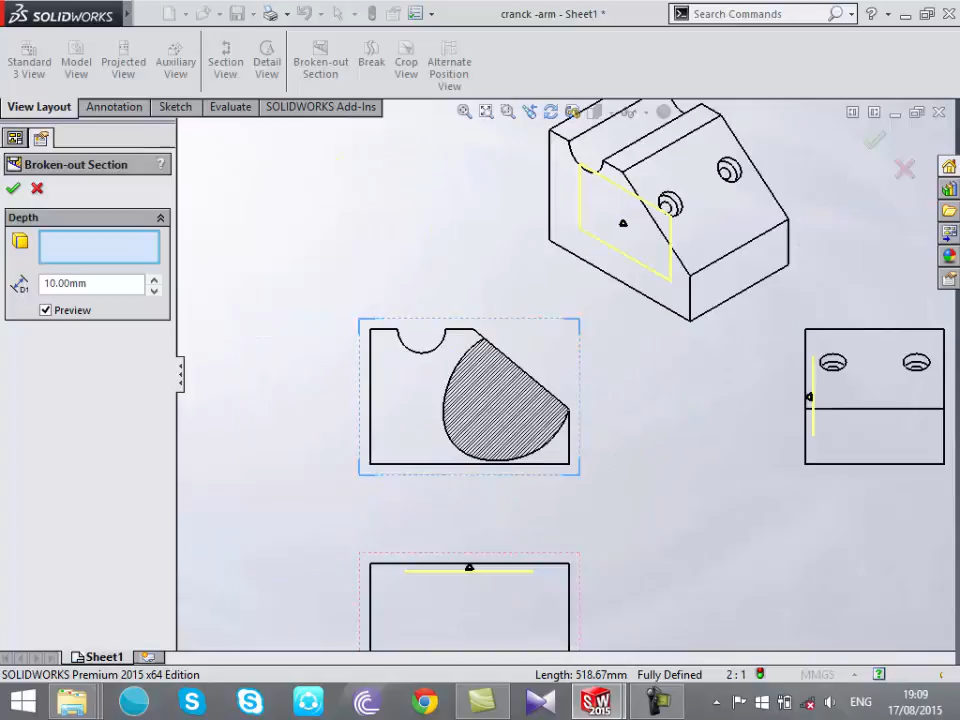 SOLIDWORKS
cranck -arm - Sheet1 *
Search Commands
Standard 3 View
Model View
Projected View
Auxiliary View
Section View
Detail View
Broken-out Section
Break
Crop View
Alternate Position View
View Layout
Annotation
Sketch
Evaluate
SOLIDWORKS Add-Ins
Broken-out Section
?
Depth
10.00mm
Preview
Sheet1
SOLIDWORKS Premium 2015 x64 Edition
Length: 518.67mm
Fully Defined
2:1
MMGS
?
ENG
19:09
17/08/2015